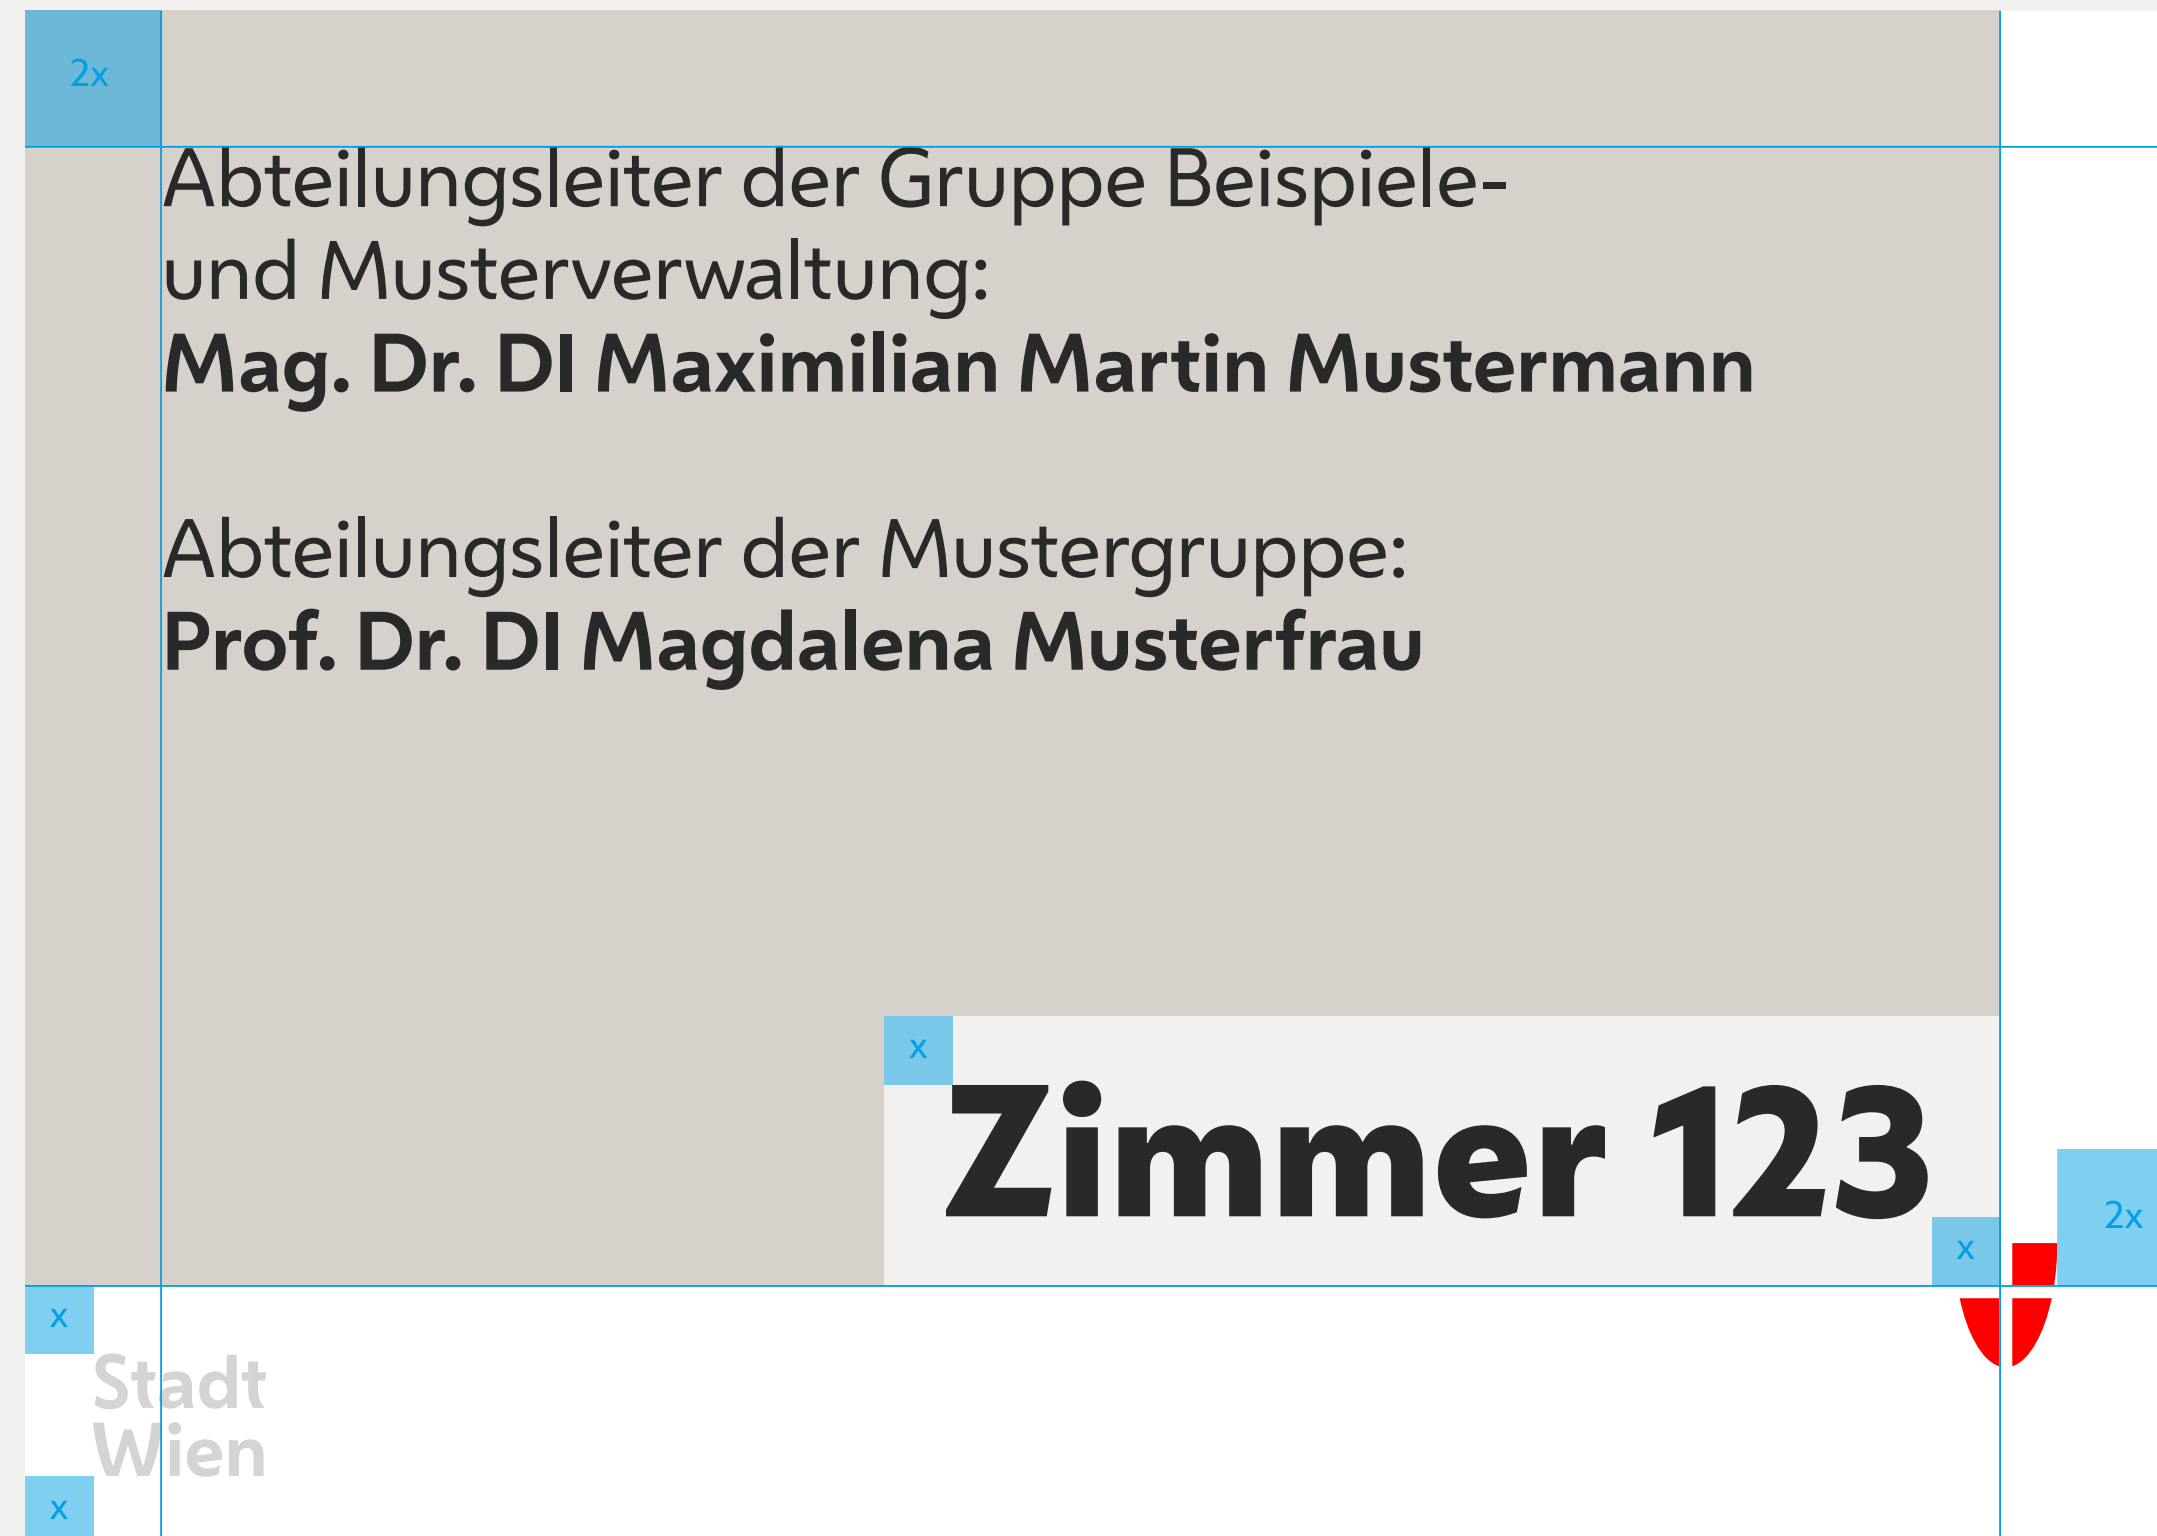 2x
Abteilungsleiter der Gruppe Beispiele-
und Musterverwaltung:
Mag. Dr. DI Maximilian Martin Mustermann
Abteilungsleiter der Mustergruppe:
Prof. Dr. DI Magdalena Musterfrau
x
Zimmer 123
2x
x
x
Stadt
Wien
x